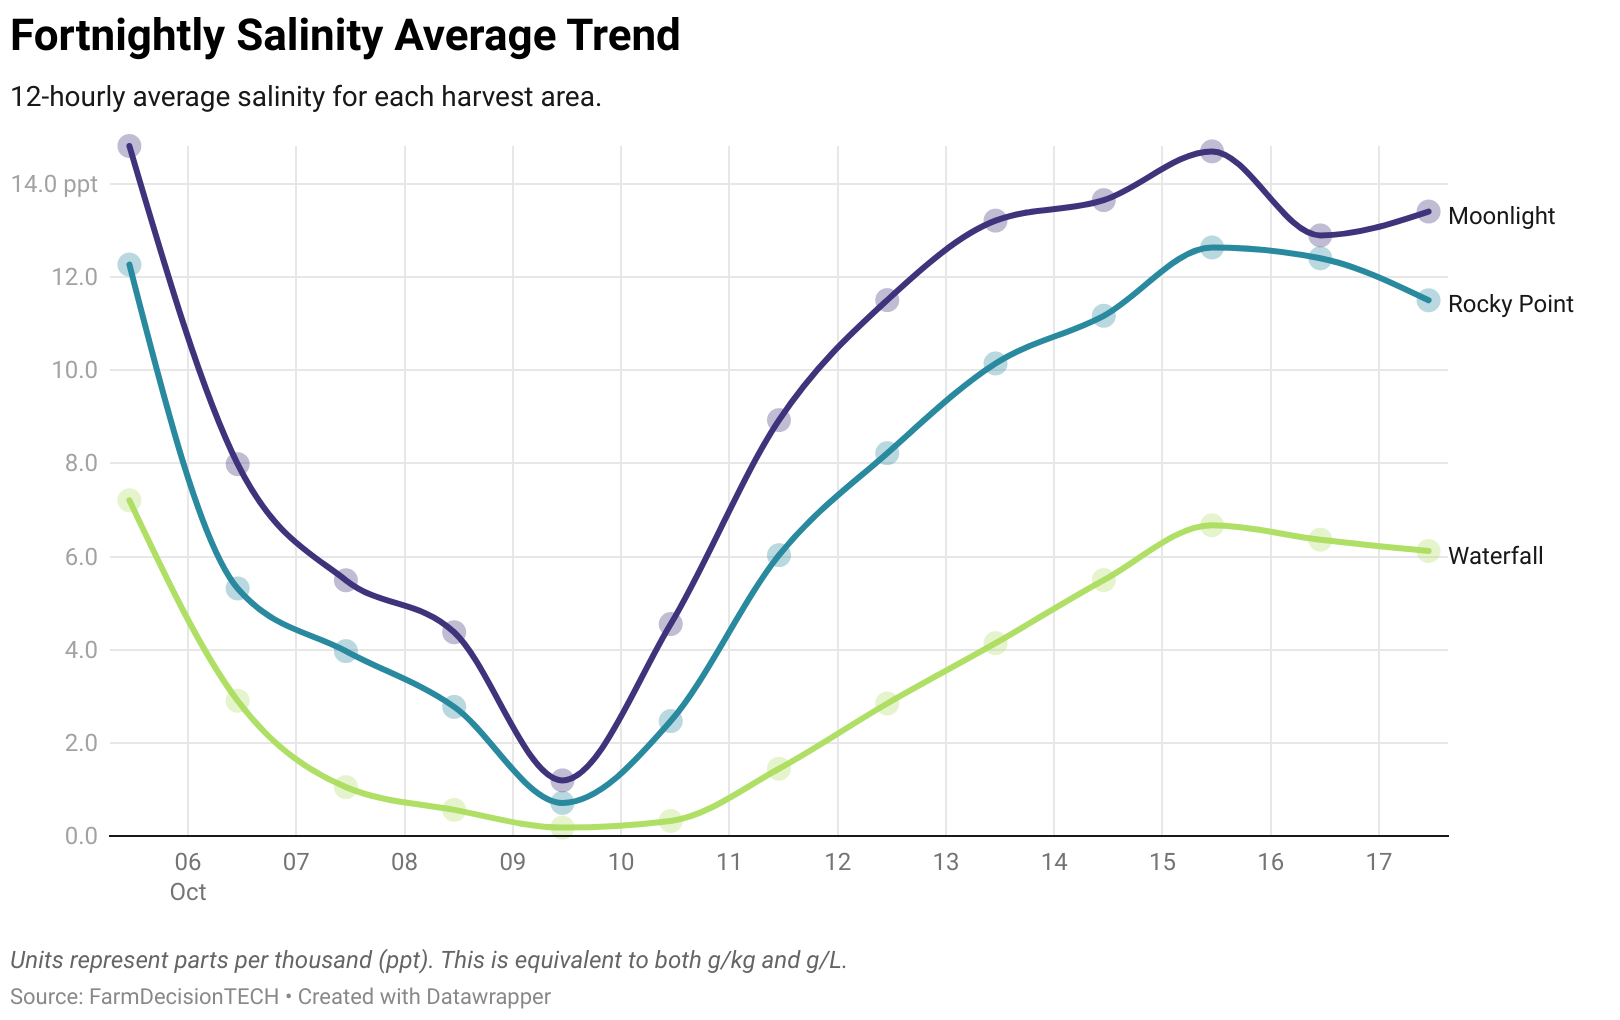 Fortnightly Salinity Average Trend
12-hourly average salinity for each harvest area.
14.0 ppt
12.0
10.0
8.0
6.0
4.0
2.0
0.0
Moonlight
Rocky Point
Waterfall
06 07 08 09 10 11 12 13 14 15 16 17
Oct
Units represent parts per thousand (ppt). This is equivalent to both g/kg and g/L.
Source: FarmDecisionTECH • Created with Datawrapper